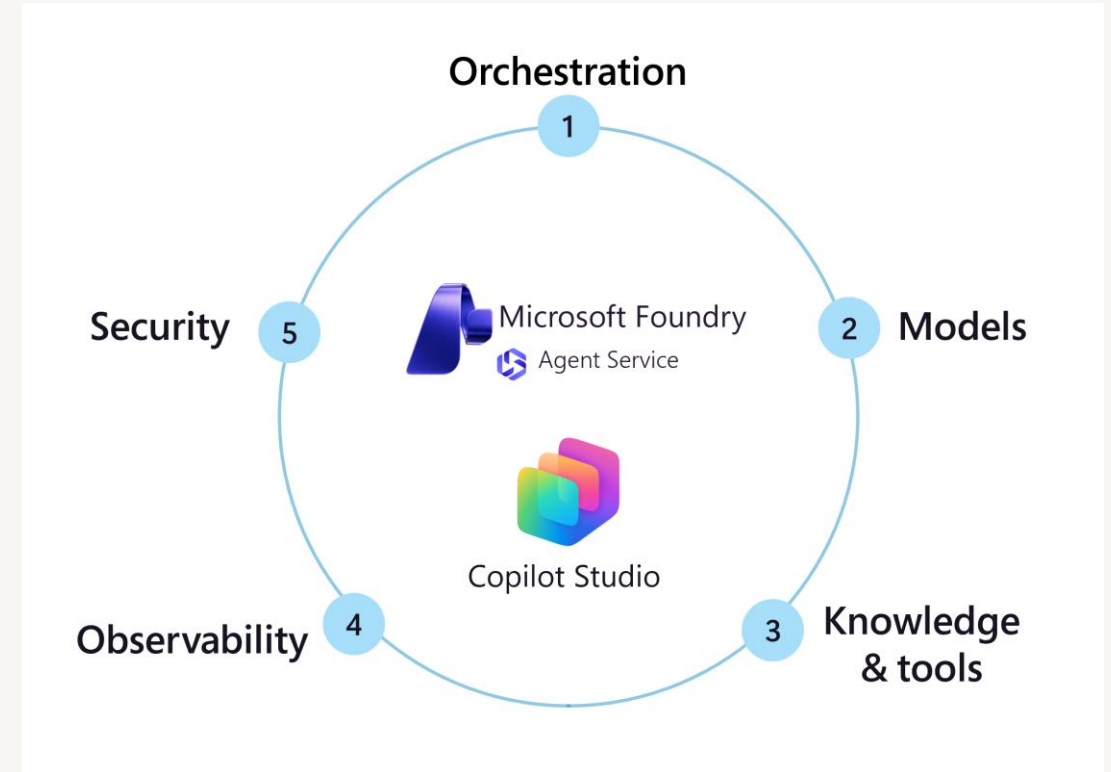 Orchestration
1
Security
5
Microsoft Foundry
Agent Service
2
Models
Copilot Studio
Observability
4
3
Knowledge
& tools